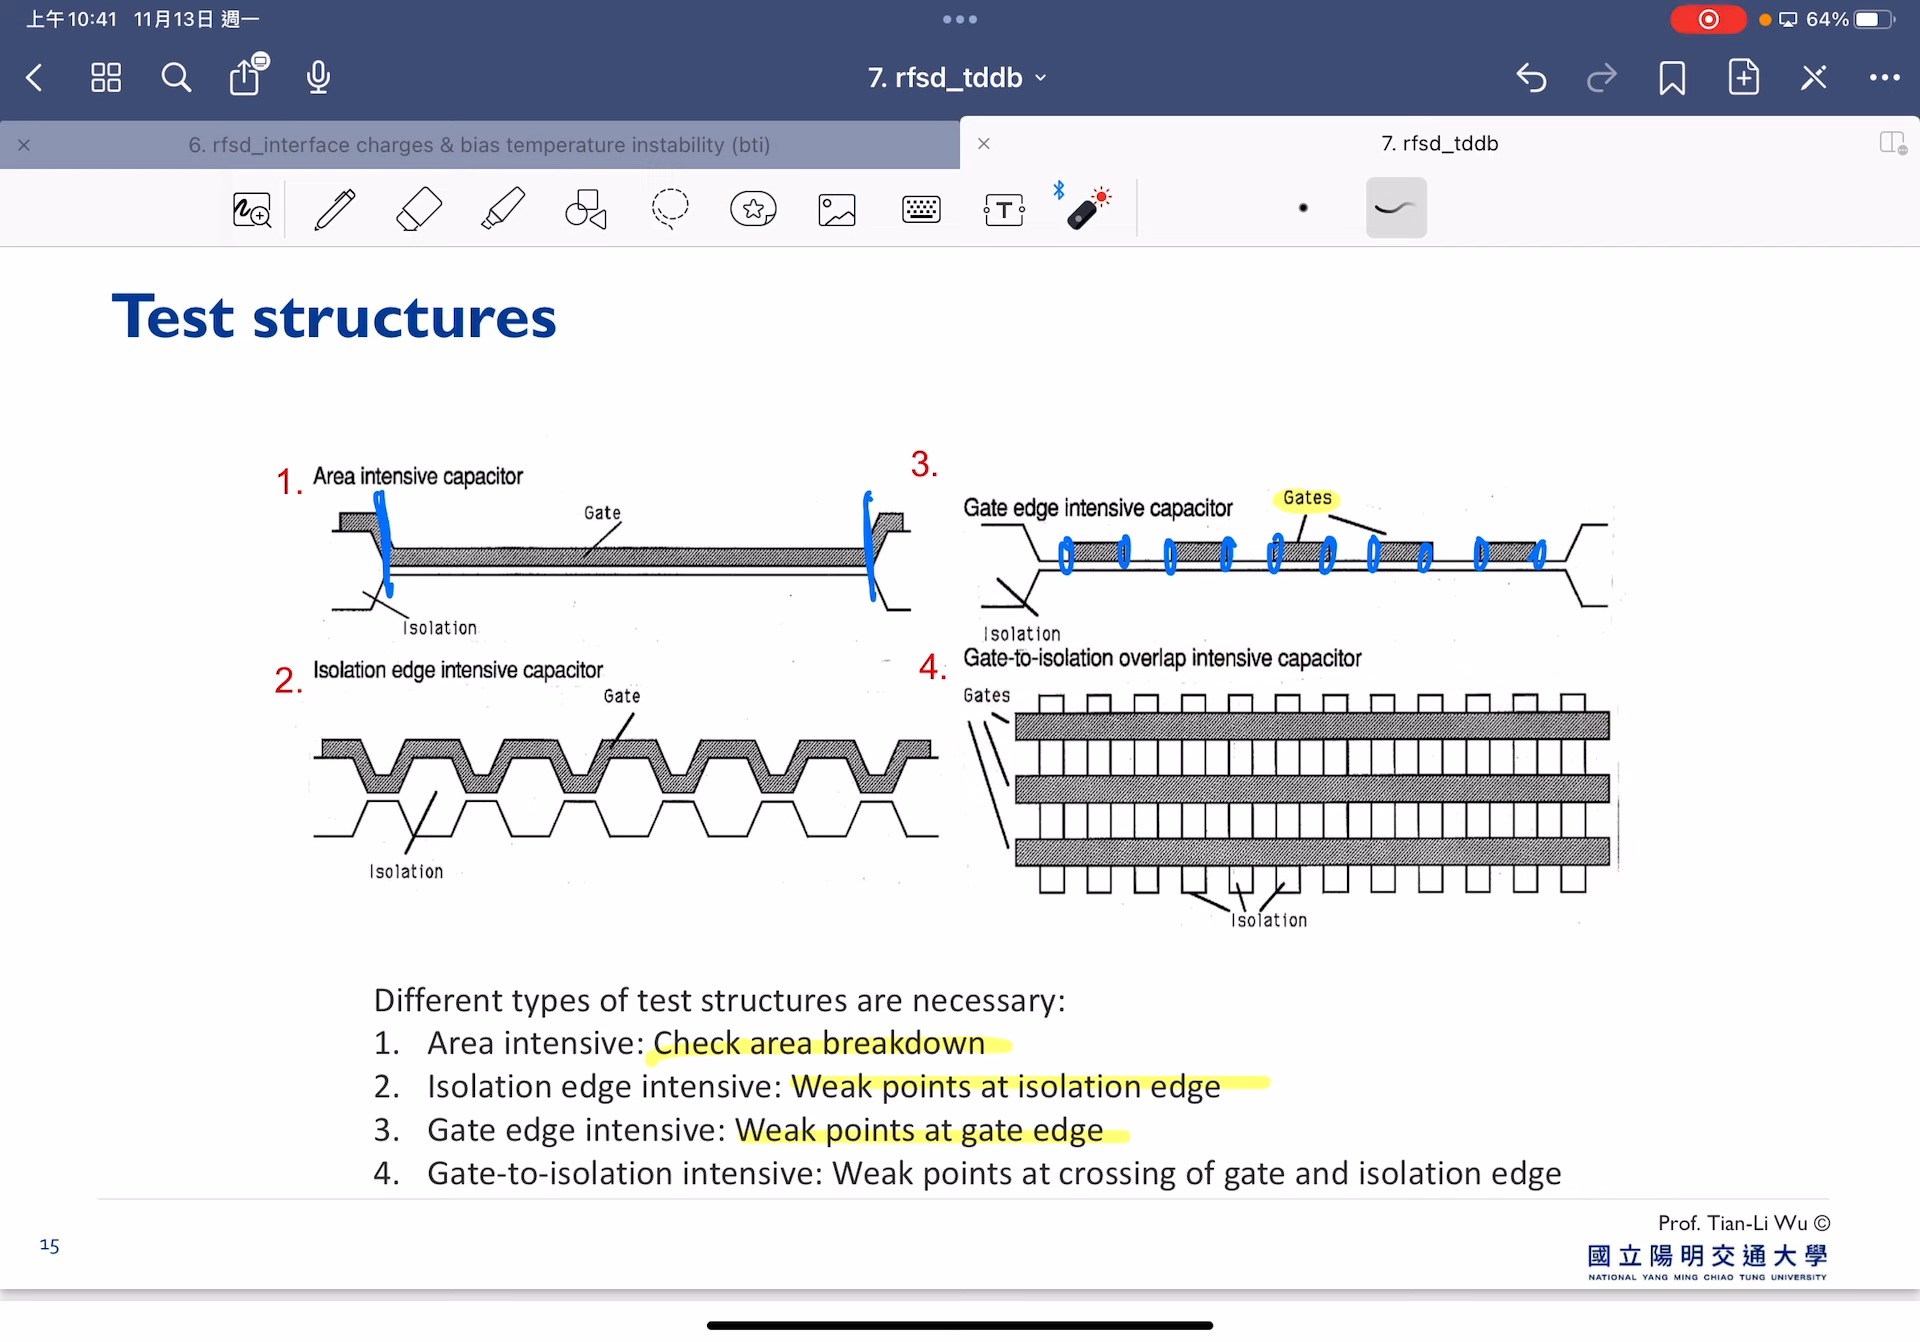 上午10:41 11月13日 週一
64%
7. rfsd_tddb
6. rfsd_interface charges & bias temperature instability (bti)
7. rfsd_tddb
Test structures
1. Area intensive capacitor
Gate
Isolation
2. Isolation edge intensive capacitor
Gate
Isolation
3.
Gate edge intensive capacitor
Gates
Isolation
4. Gate-to-isolation overlap intensive capacitor
Gates
Isolation
Different types of test structures are necessary:
1. Area intensive: Check area breakdown
2. Isolation edge intensive: Weak points at isolation edge
3. Gate edge intensive: Weak points at gate edge
4. Gate-to-isolation intensive: Weak points at crossing of gate and isolation edge
15
Prof. Tian-Li Wu ©
國立陽明交通大學
NATIONAL YANG MING CHIAO TUNG UNIVERSITY